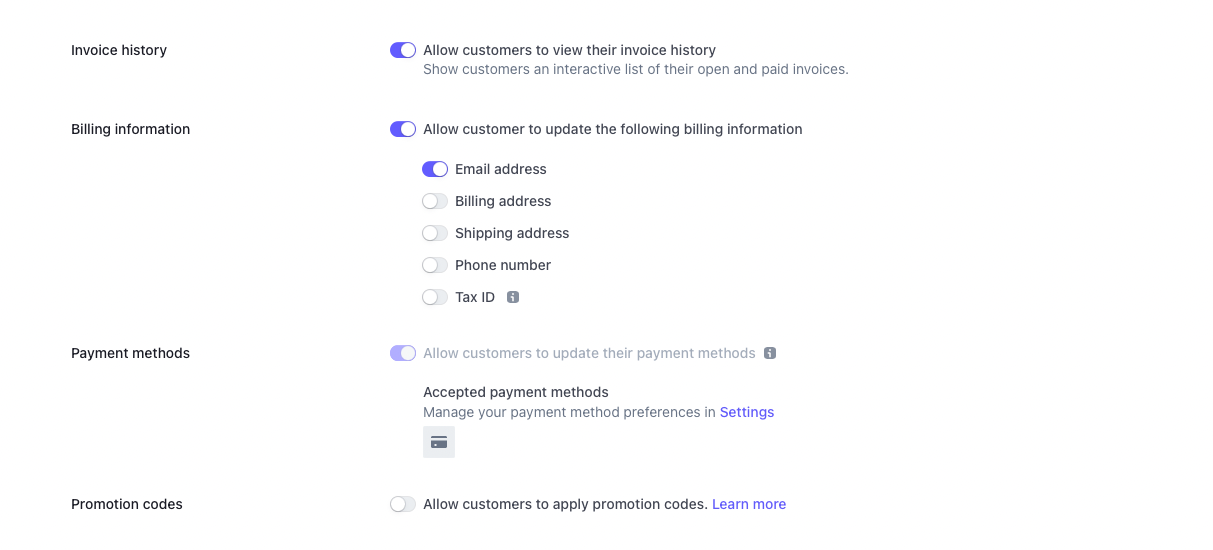 Invoice history
Allow customers to view their invoice history
Show customers an interactive list of their open and paid invoices.
Billing information
Allow customer to update the following billing information
Email address
Billing address
Shipping address
Phone number
Tax ID
Payment methods
Allow customers to update their payment methods
Accepted payment methods
Manage your payment method preferences in Settings
Promotion codes
Allow customers to apply promotion codes. Learn more